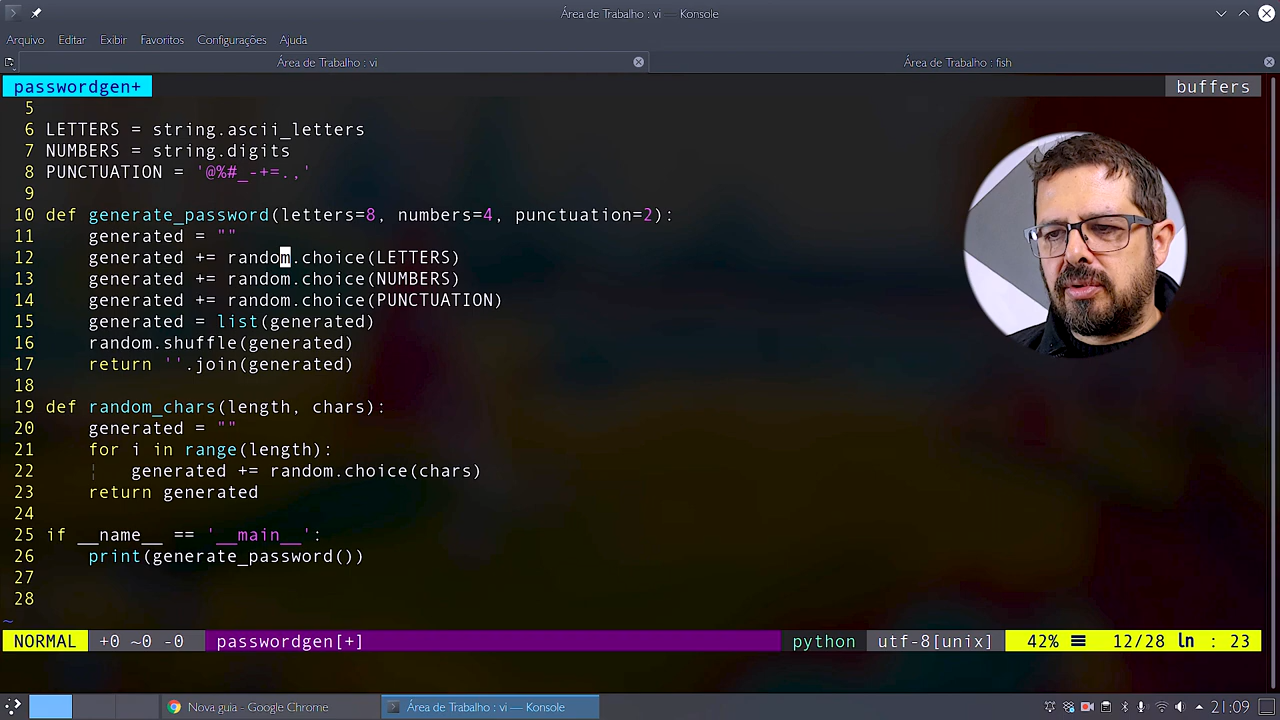 Área de Trabalho : vi — Konsole
Arquivo Editar Exibir Favoritos Configurações Ajuda
Área de Trabalho : vi Área de Trabalho : fish
passwordgen+ buffers
5
6 LETTERS = string.ascii_letters
7 NUMBERS = string.digits
8 PUNCTUATION = '@%#_-+=.,'
9
10 def generate_password(letters=8, numbers=4, punctuation=2):
11     generated = ""
12     generated += random.choice(LETTERS)
13     generated += random.choice(NUMBERS)
14     generated += random.choice(PUNCTUATION)
15     generated = list(generated)
16     random.shuffle(generated)
17     return ''.join(generated)
18
19 def random_chars(length, chars):
20     generated = ""
21     for i in range(length):
22     ¦   generated += random.choice(chars)
23     return generated
24
25 if __name__ == '__main__':
26     print(generate_password())
27
28
~
NORMAL +0 ~0 -0 passwordgen[+] python utf-8[unix] 42% ☰ 12/28 ln : 23
Nova guia - Google Chrome Área de Trabalho : vi — Konsole 21:09